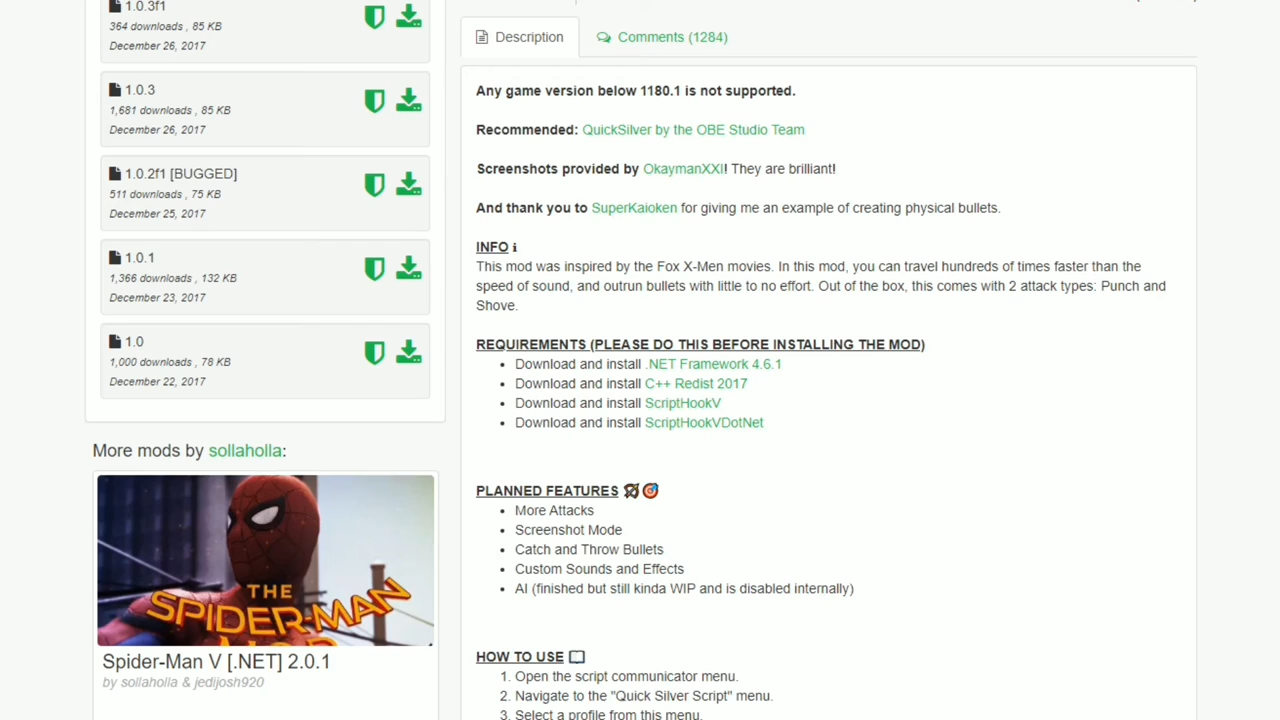 1.0.3f1
364 downloads , 85 KB
December 26, 2017
1.0.3
1,681 downloads , 85 KB
December 26, 2017
1.0.2f1 [BUGGED]
511 downloads , 75 KB
December 25, 2017
1.0.1
1,366 downloads , 132 KB
December 23, 2017
1.0
1,000 downloads , 78 KB
December 22, 2017
More mods by sollaholla:
THE
SPIDER-MAN
MOD
Spider-Man V [.NET] 2.0.1
by sollaholla & jedijosh920
Description
Comments (1284)
Any game version below 1180.1 is not supported.
Recommended: QuickSilver by the OBE Studio Team
Screenshots provided by OkaymanXXI! They are brilliant!
And thank you to SuperKaioken for giving me an example of creating physical bullets.
INFO ℹ
This mod was inspired by the Fox X-Men movies. In this mod, you can travel hundreds of times faster than the
speed of sound, and outrun bullets with little to no effort. Out of the box, this comes with 2 attack types: Punch and
Shove.
REQUIREMENTS (PLEASE DO THIS BEFORE INSTALLING THE MOD)
• Download and install .NET Framework 4.6.1
• Download and install C++ Redist 2017
• Download and install ScriptHookV
• Download and install ScriptHookVDotNet
PLANNED FEATURES
• More Attacks
• Screenshot Mode
• Catch and Throw Bullets
• Custom Sounds and Effects
• AI (finished but still kinda WIP and is disabled internally)
HOW TO USE
1. Open the script communicator menu.
2. Navigate to the "Quick Silver Script" menu.
3. Select a profile from this menu.